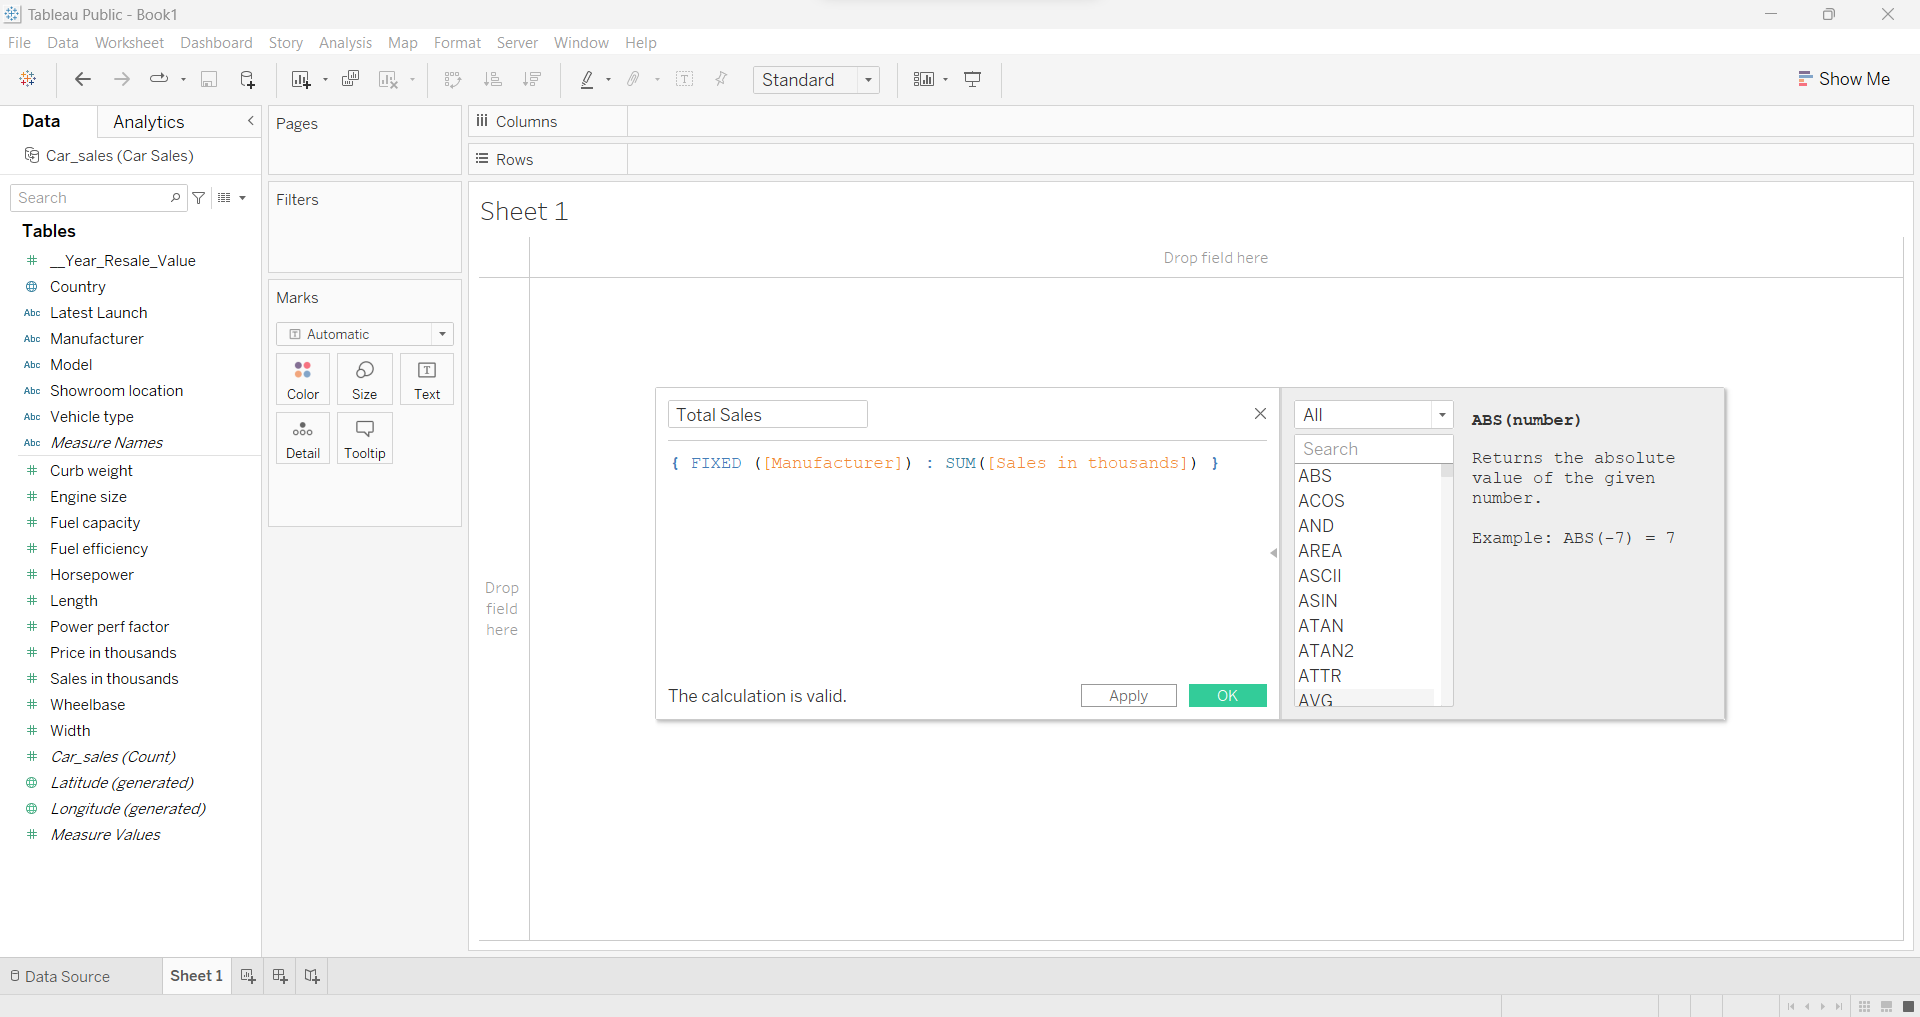 Tableau Public - Book1
File Data Worksheet Dashboard Story Analysis Map Format Server Window Help
Standard
Show Me
Data Analytics
Car_sales (Car Sales)
Search
Tables
__Year_Resale_Value
Country
Abc Latest Launch
Abc Manufacturer
Abc Model
Abc Showroom location
Abc Vehicle type
Abc Measure Names
Curb weight
Engine size
Fuel capacity
Fuel efficiency
Horsepower
Length
Power perf factor
Price in thousands
Sales in thousands
Wheelbase
Width
Car_sales (Count)
Latitude (generated)
Longitude (generated)
Measure Values
Pages
Filters
Marks
Automatic
Color Size Text
Detail Tooltip
Columns
Rows
Sheet 1
Drop field here
Drop
field
here
Total Sales
{ FIXED ([Manufacturer]) : SUM([Sales in thousands]) }
The calculation is valid.
Apply OK
All
Search
ABS
ACOS
AND
AREA
ASCII
ASIN
ATAN
ATAN2
ATTR
AVG
ABS(number)
Returns the absolute
value of the given
number.
Example: ABS(-7) = 7
Data Source Sheet 1